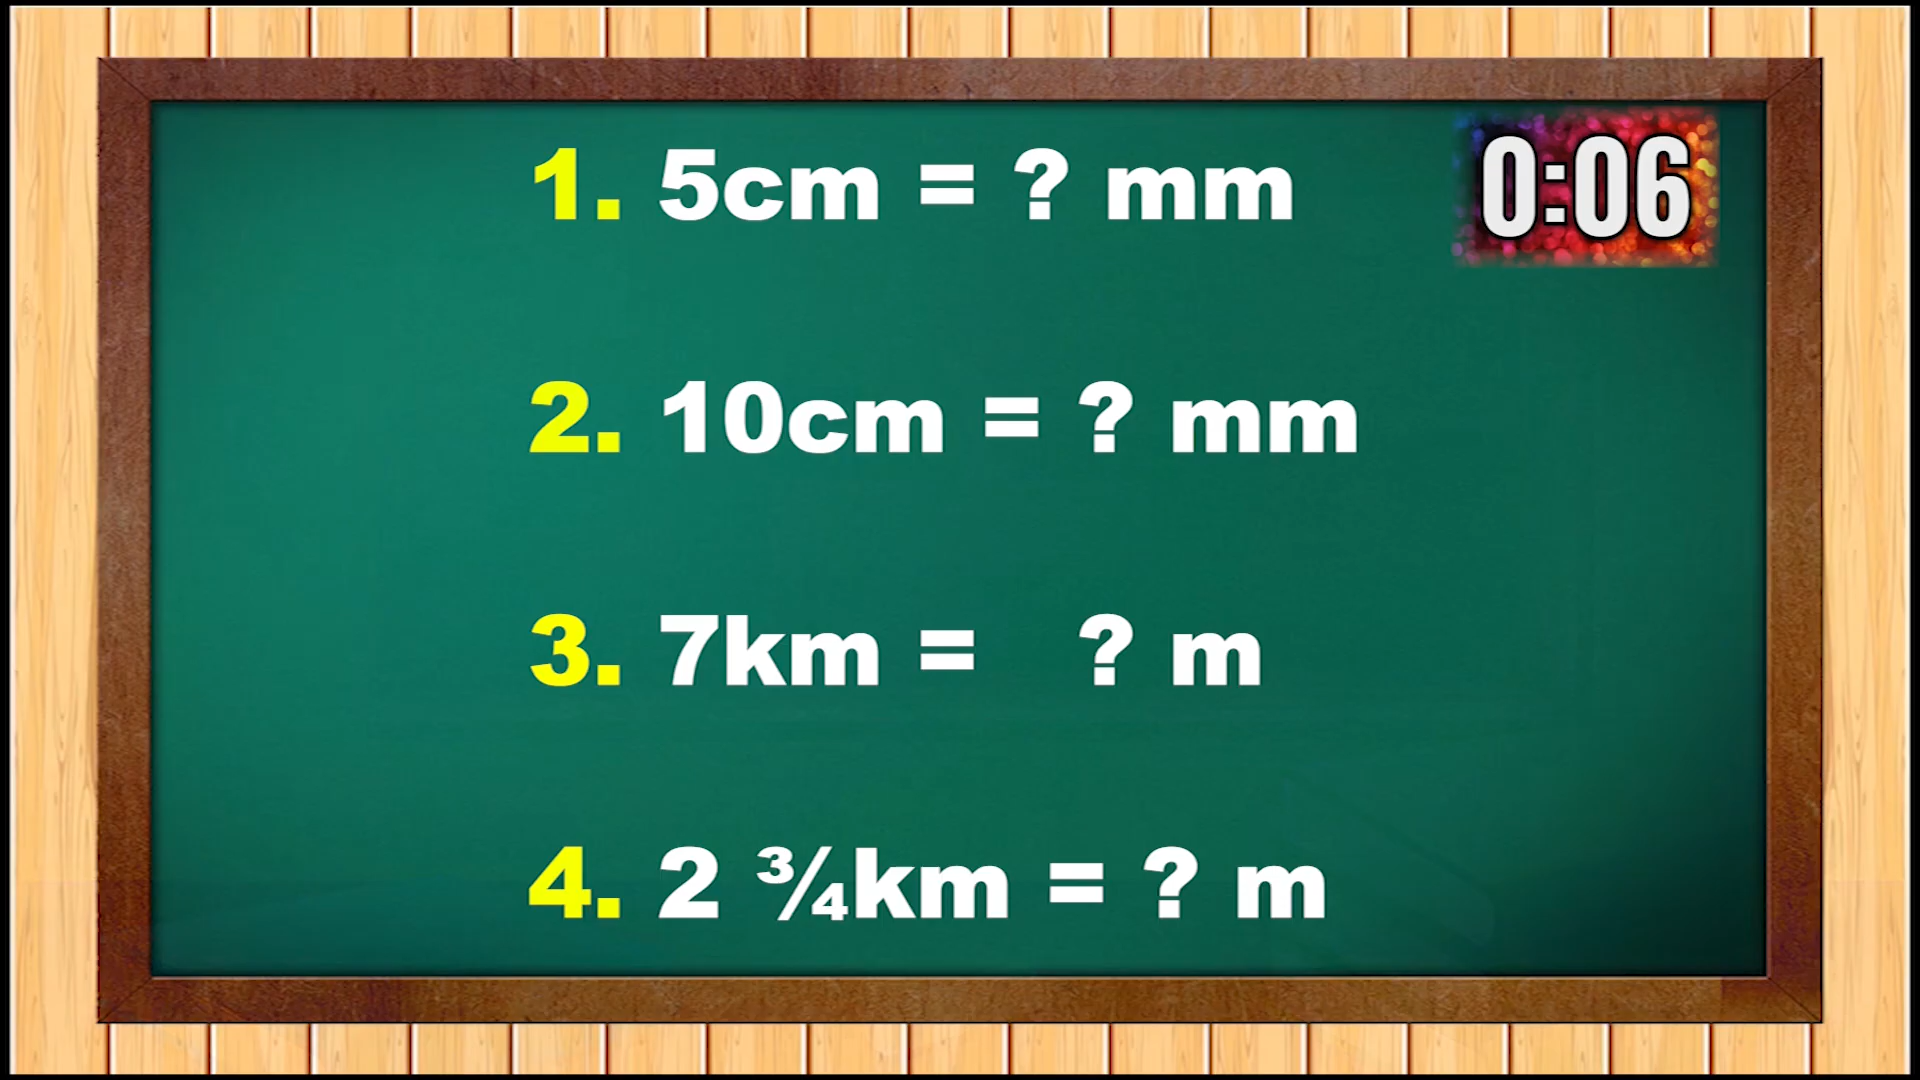 1. 5cm = ? mm
0:06
2. 10cm = ? mm
3. 7km = ? m
4. 2 ¾km = ? m